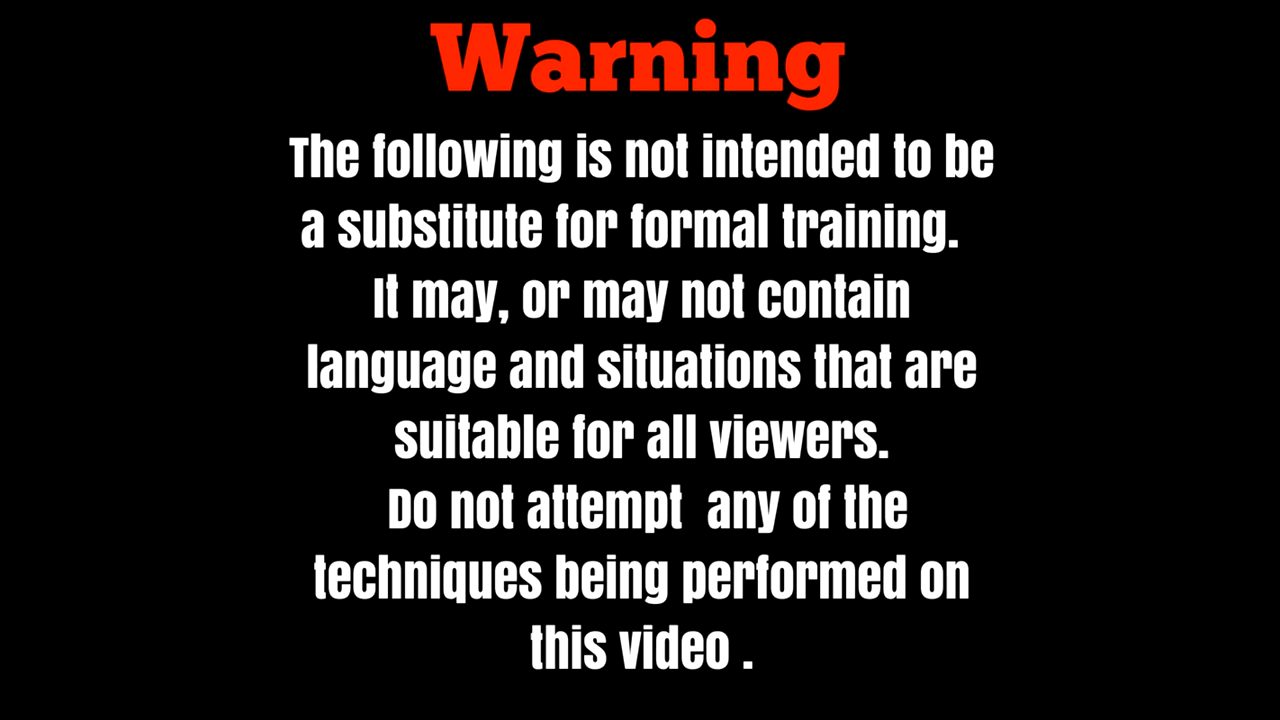 Warning
The following is not intended to be
a substitute for formal training.
It may, or may not contain
language and situations that are
suitable for all viewers.
Do not attempt  any of the
techniques being performed on
this video .